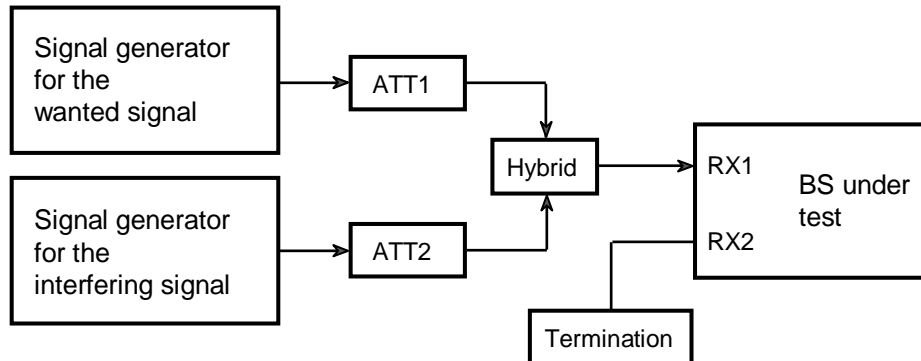 Signal generator
for the
wanted signal
ATT1
Hybrid
RX1
BS under
test
RX2
Signal generator
for the
interfering signal
ATT2
Termination